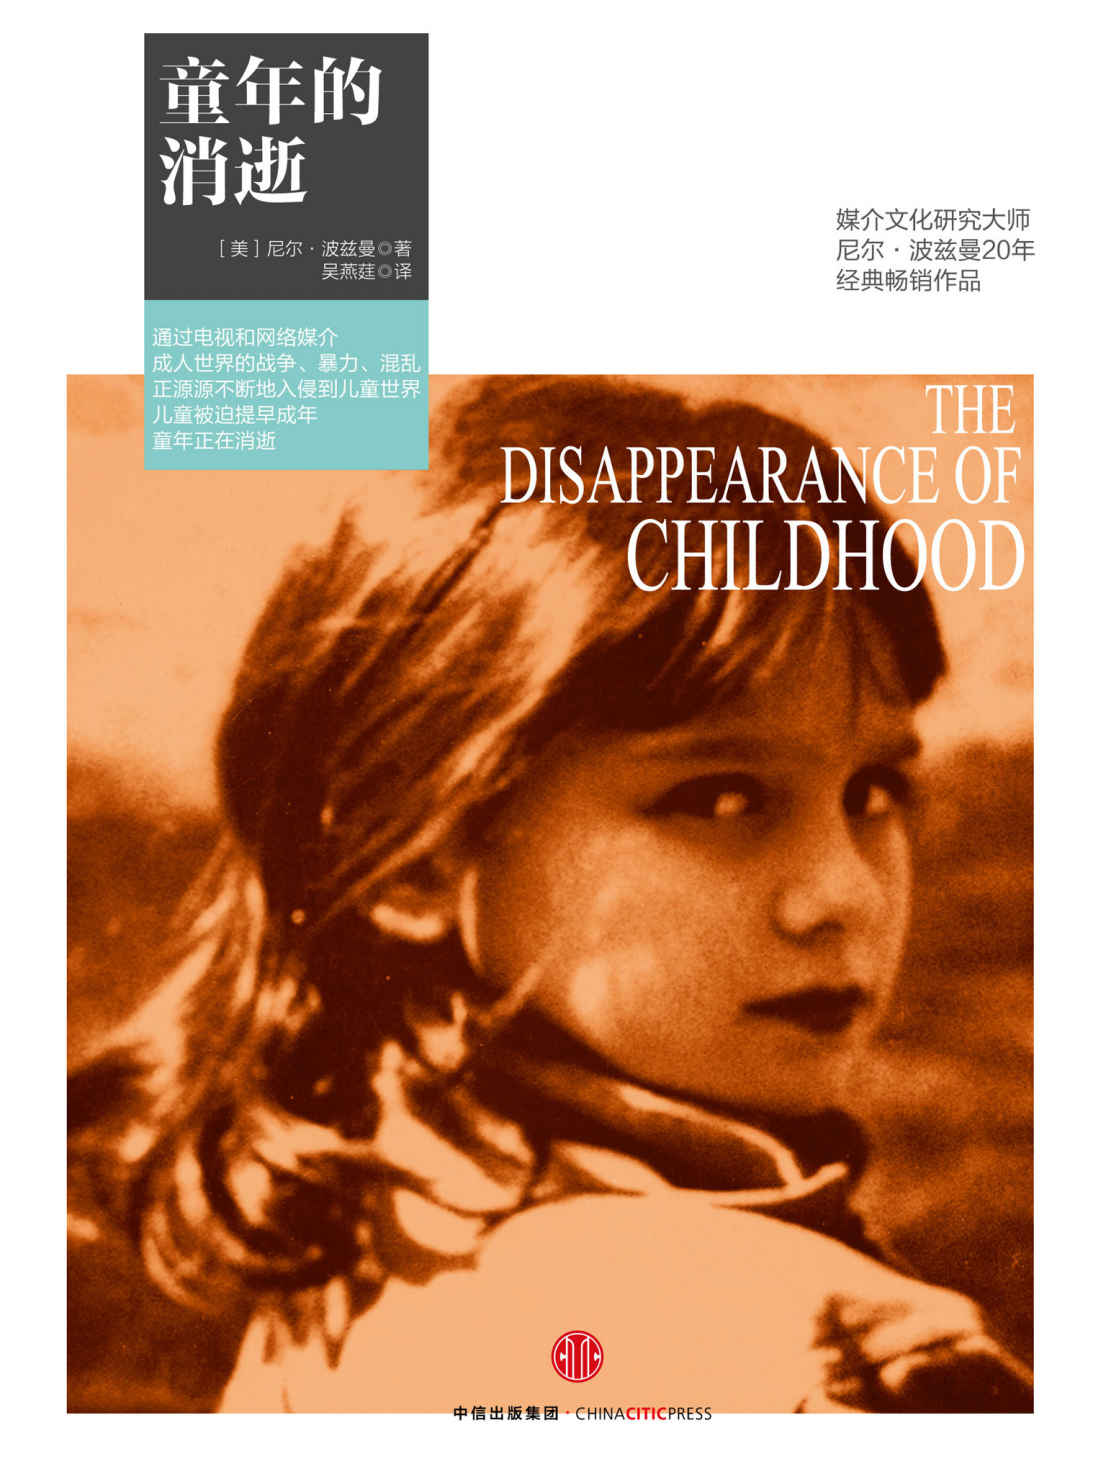 童年的
消逝
［美］尼尔·波兹曼◎著
吴燕莛◎译
通过电视和网络媒介
成人世界的战争、暴力、混乱
正源源不断地入侵到儿童世界
儿童被迫提早成年
童年正在消逝
媒介文化研究大师
尼尔·波兹曼20年
经典畅销作品
THE
DISAPPEARANCE OF
CHILDHOOD
中信出版集团·CHINACITICPRESS